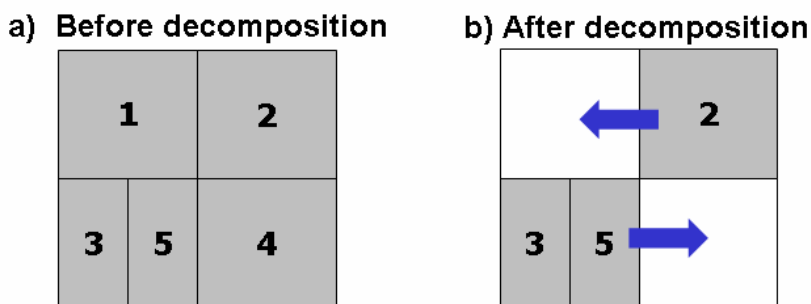 a) Before decomposition
b) After decomposition
1 2
3 5 4
2
3 5